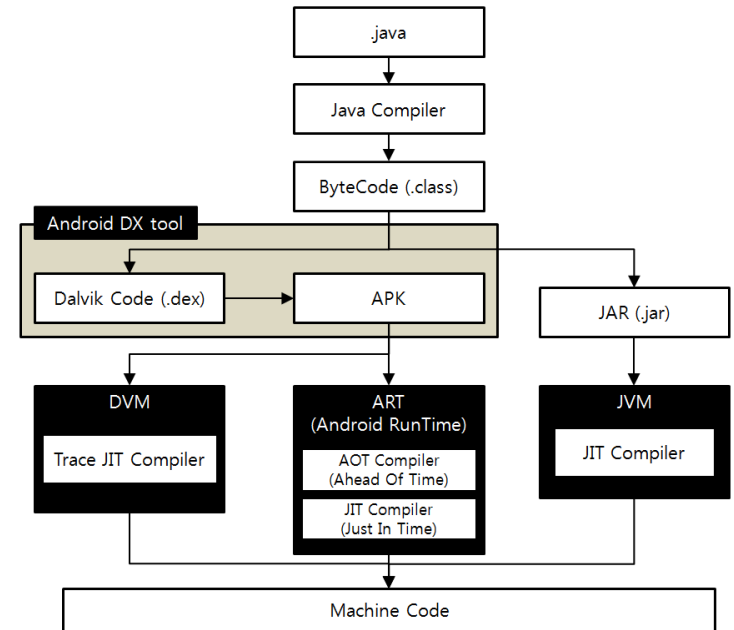 .java
Java Compiler
ByteCode (.class)
Android DX tool
Dalvik Code (.dex)
APK
JAR (.jar)
DVM
Trace JIT Compiler
ART
(Android RunTime)
AOT Compiler
(Ahead Of Time)
JIT Compiler
(Just In Time)
JVM
JIT Compiler
Machine Code